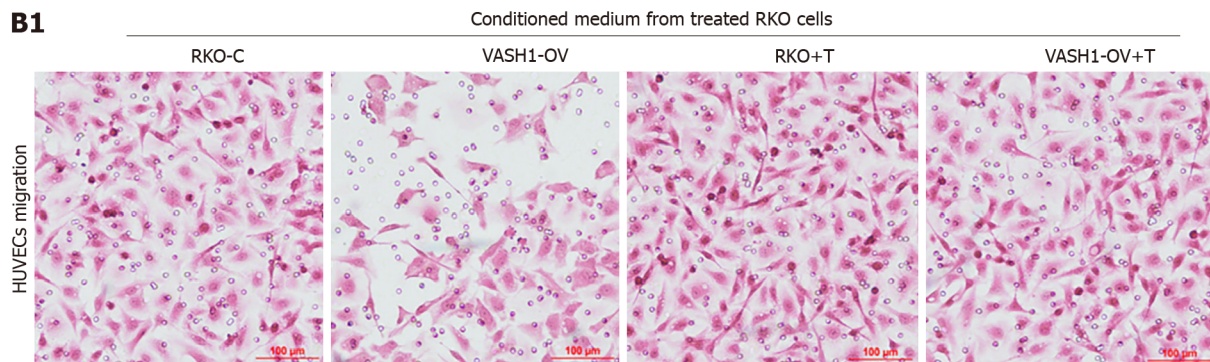 B1
Conditioned medium from treated RKO cells
RKO-C
VASH1-OV
RKO+T
VASH1-OV+T
HUVECs migration
100 μm
100 μm
100 μm
100 μm